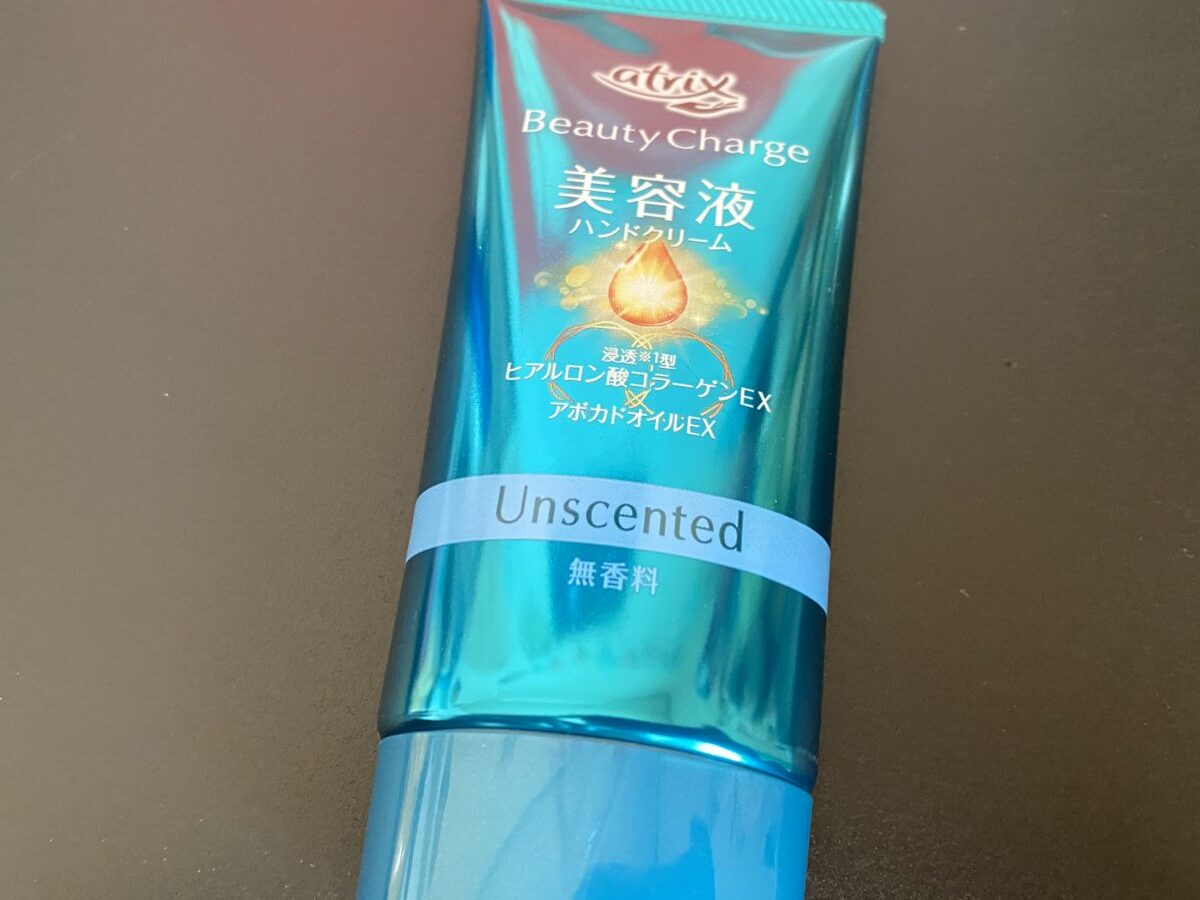 atrix
Beauty Charge
美容液
ハンドクリーム
浸透※1型
ヒアルロン酸コラーゲンEX
アボカドオイルEX
Unscented
無香料